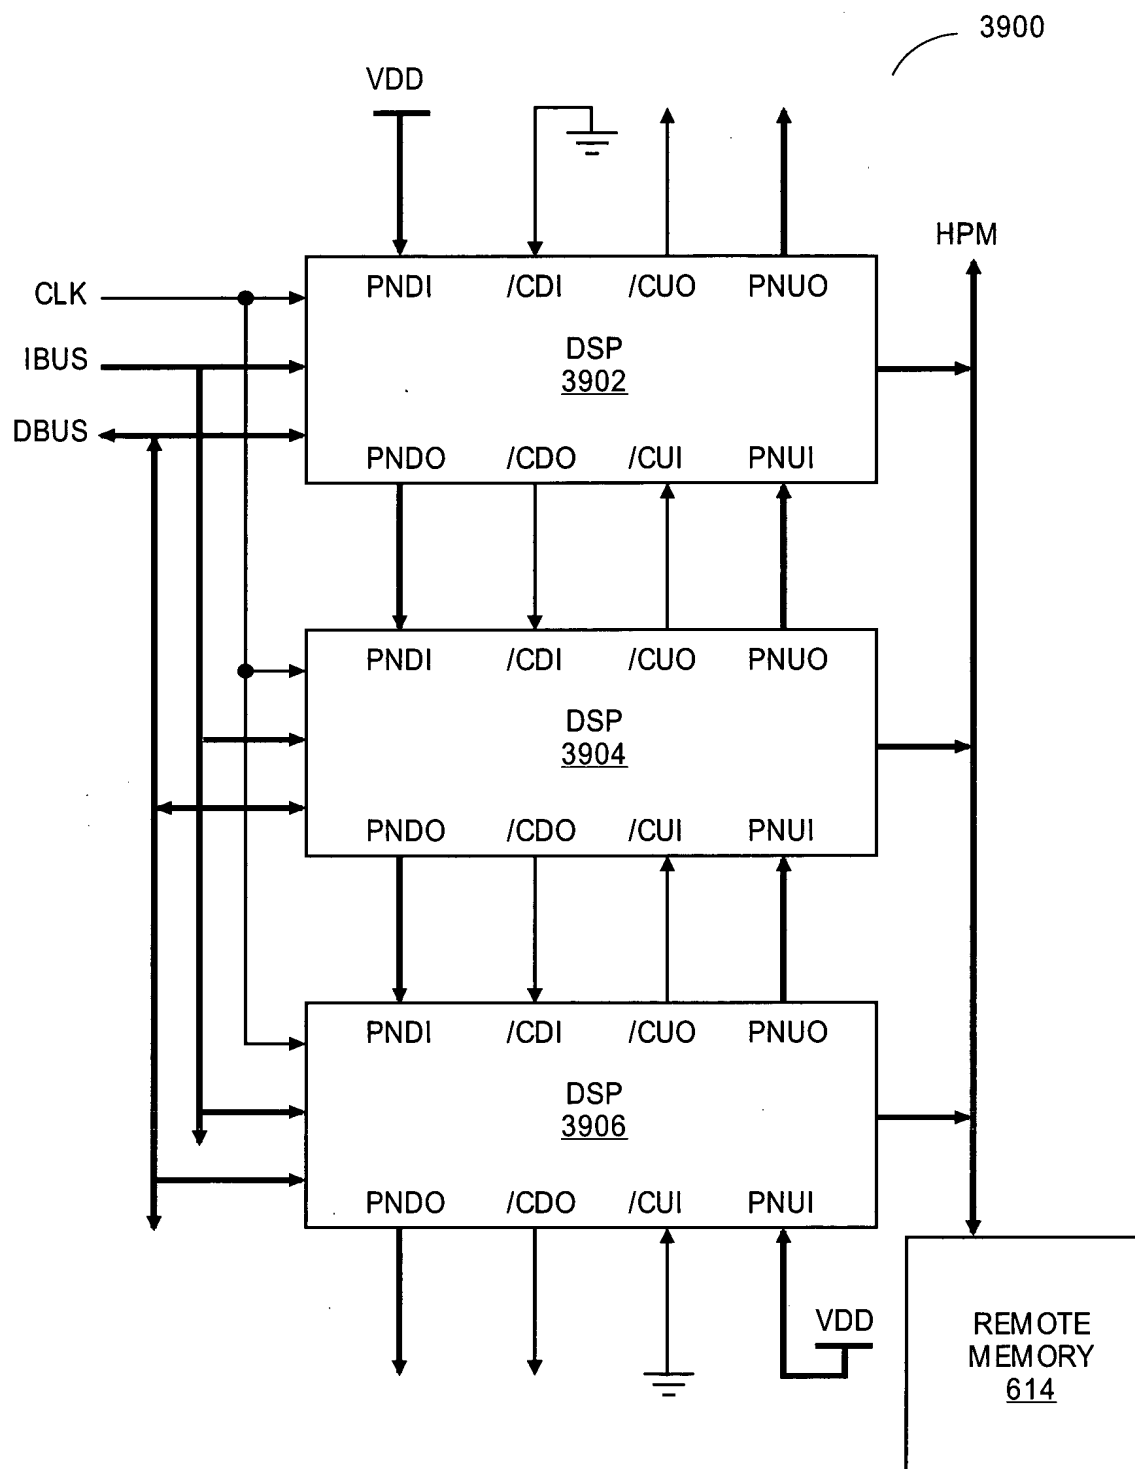 3900
VDD
HPM
CLK
IBUS
DBUS
PNDI /CDI /CUO PNUO
DSP
3902
PNDO /CDO /CUI PNUI
PNDI /CDI /CUO PNUO
DSP
3904
PNDO /CDO /CUI PNUI
PNDI /CDI /CUO PNUO
DSP
3906
PNDO /CDO /CUI PNUI
VDD
REMOTE
MEMORY
614